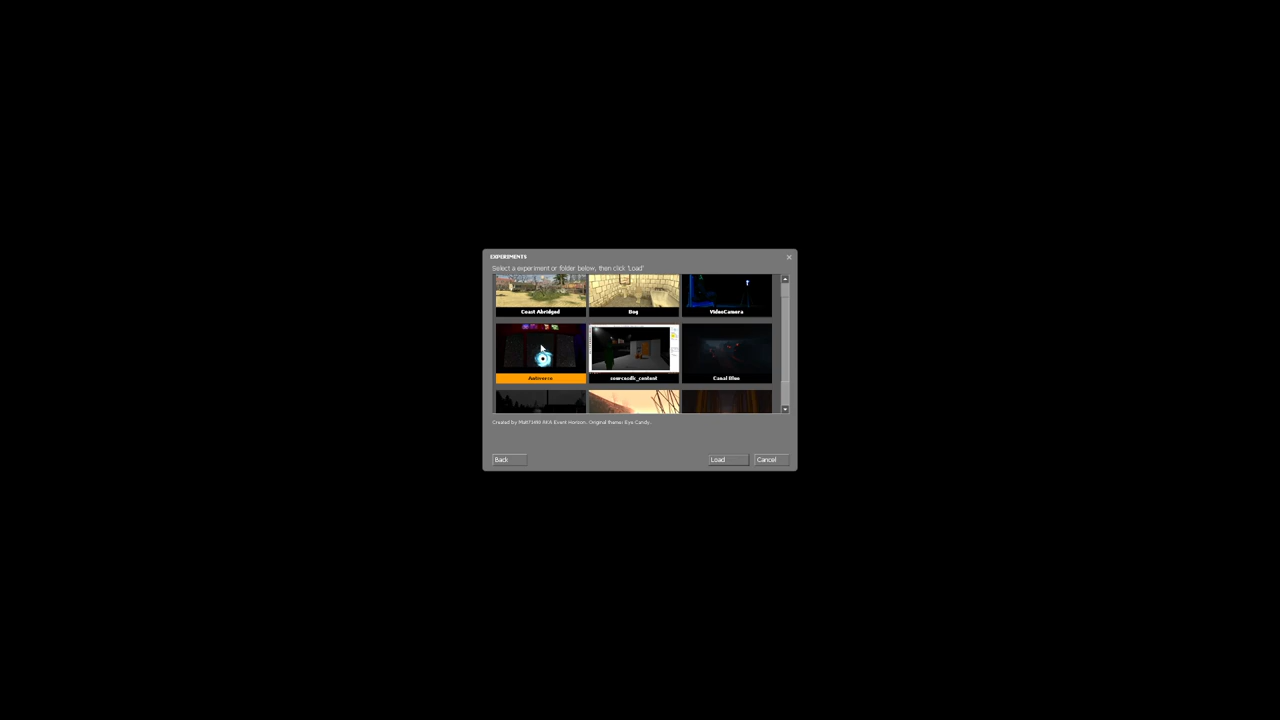 EXPERIMENTS
Select a experiment or folder below, then click 'Load'
Coast Abridged
Bog
VideoCamera
Antiverse
sourcesdk_content
Canal Blue
Created by MattTiMM AKA Event Horizon. Original theme: Eye Candy.
Back
Load
Cancel